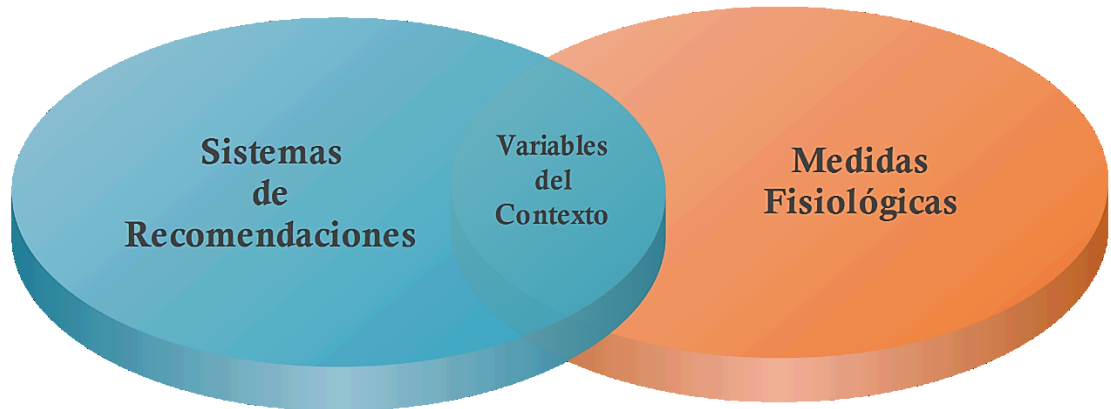 Sistemas
de
Recomendaciones
Variables
del
Contexto
Medidas
Fisiológicas